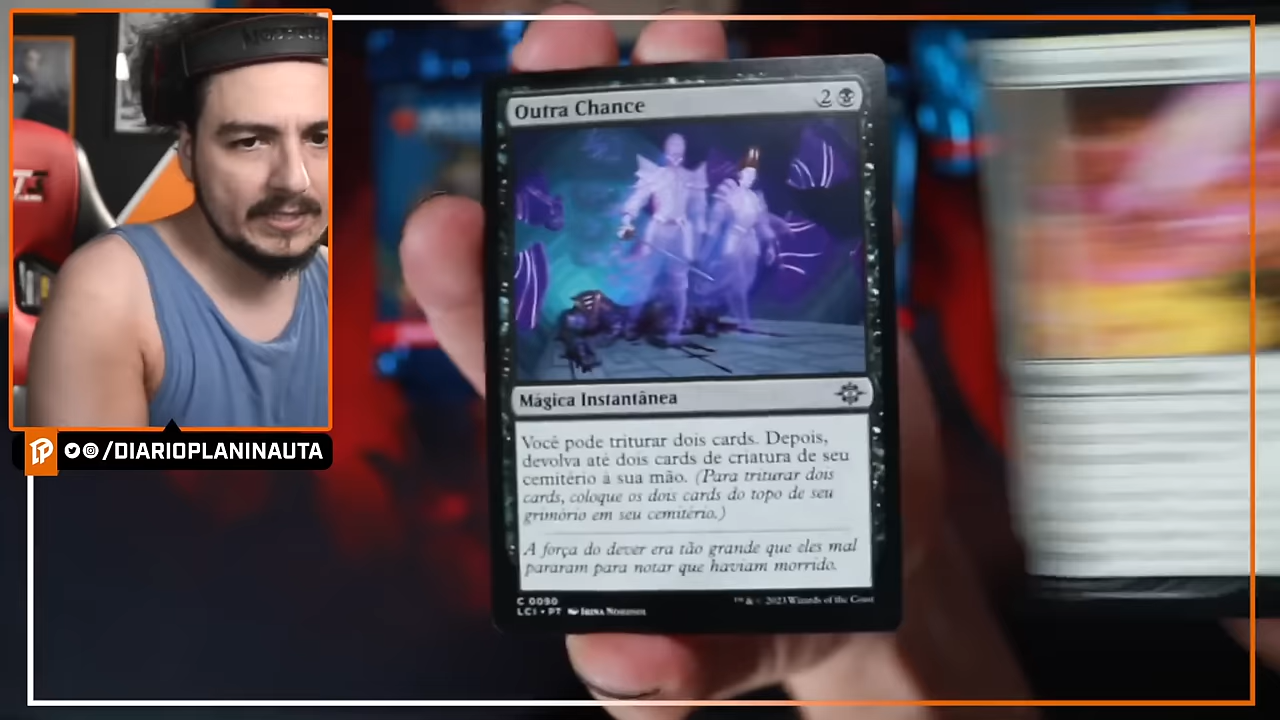 /DIARIOPLANINAUTA
Outra Chance
2
Mágica Instantânea
Você pode triturar dois cards. Depois,
devolva até dois cards de criatura de seu
cemitério à sua mão. (Para triturar dois
cards, coloque os dois cards do topo de seu
grimório em seu cemitério.)
A força do dever era tão grande que eles mal
pararam para notar que haviam morrido.
C 0090
™ & © 2023 Wizards of the Coast
LCI • PT